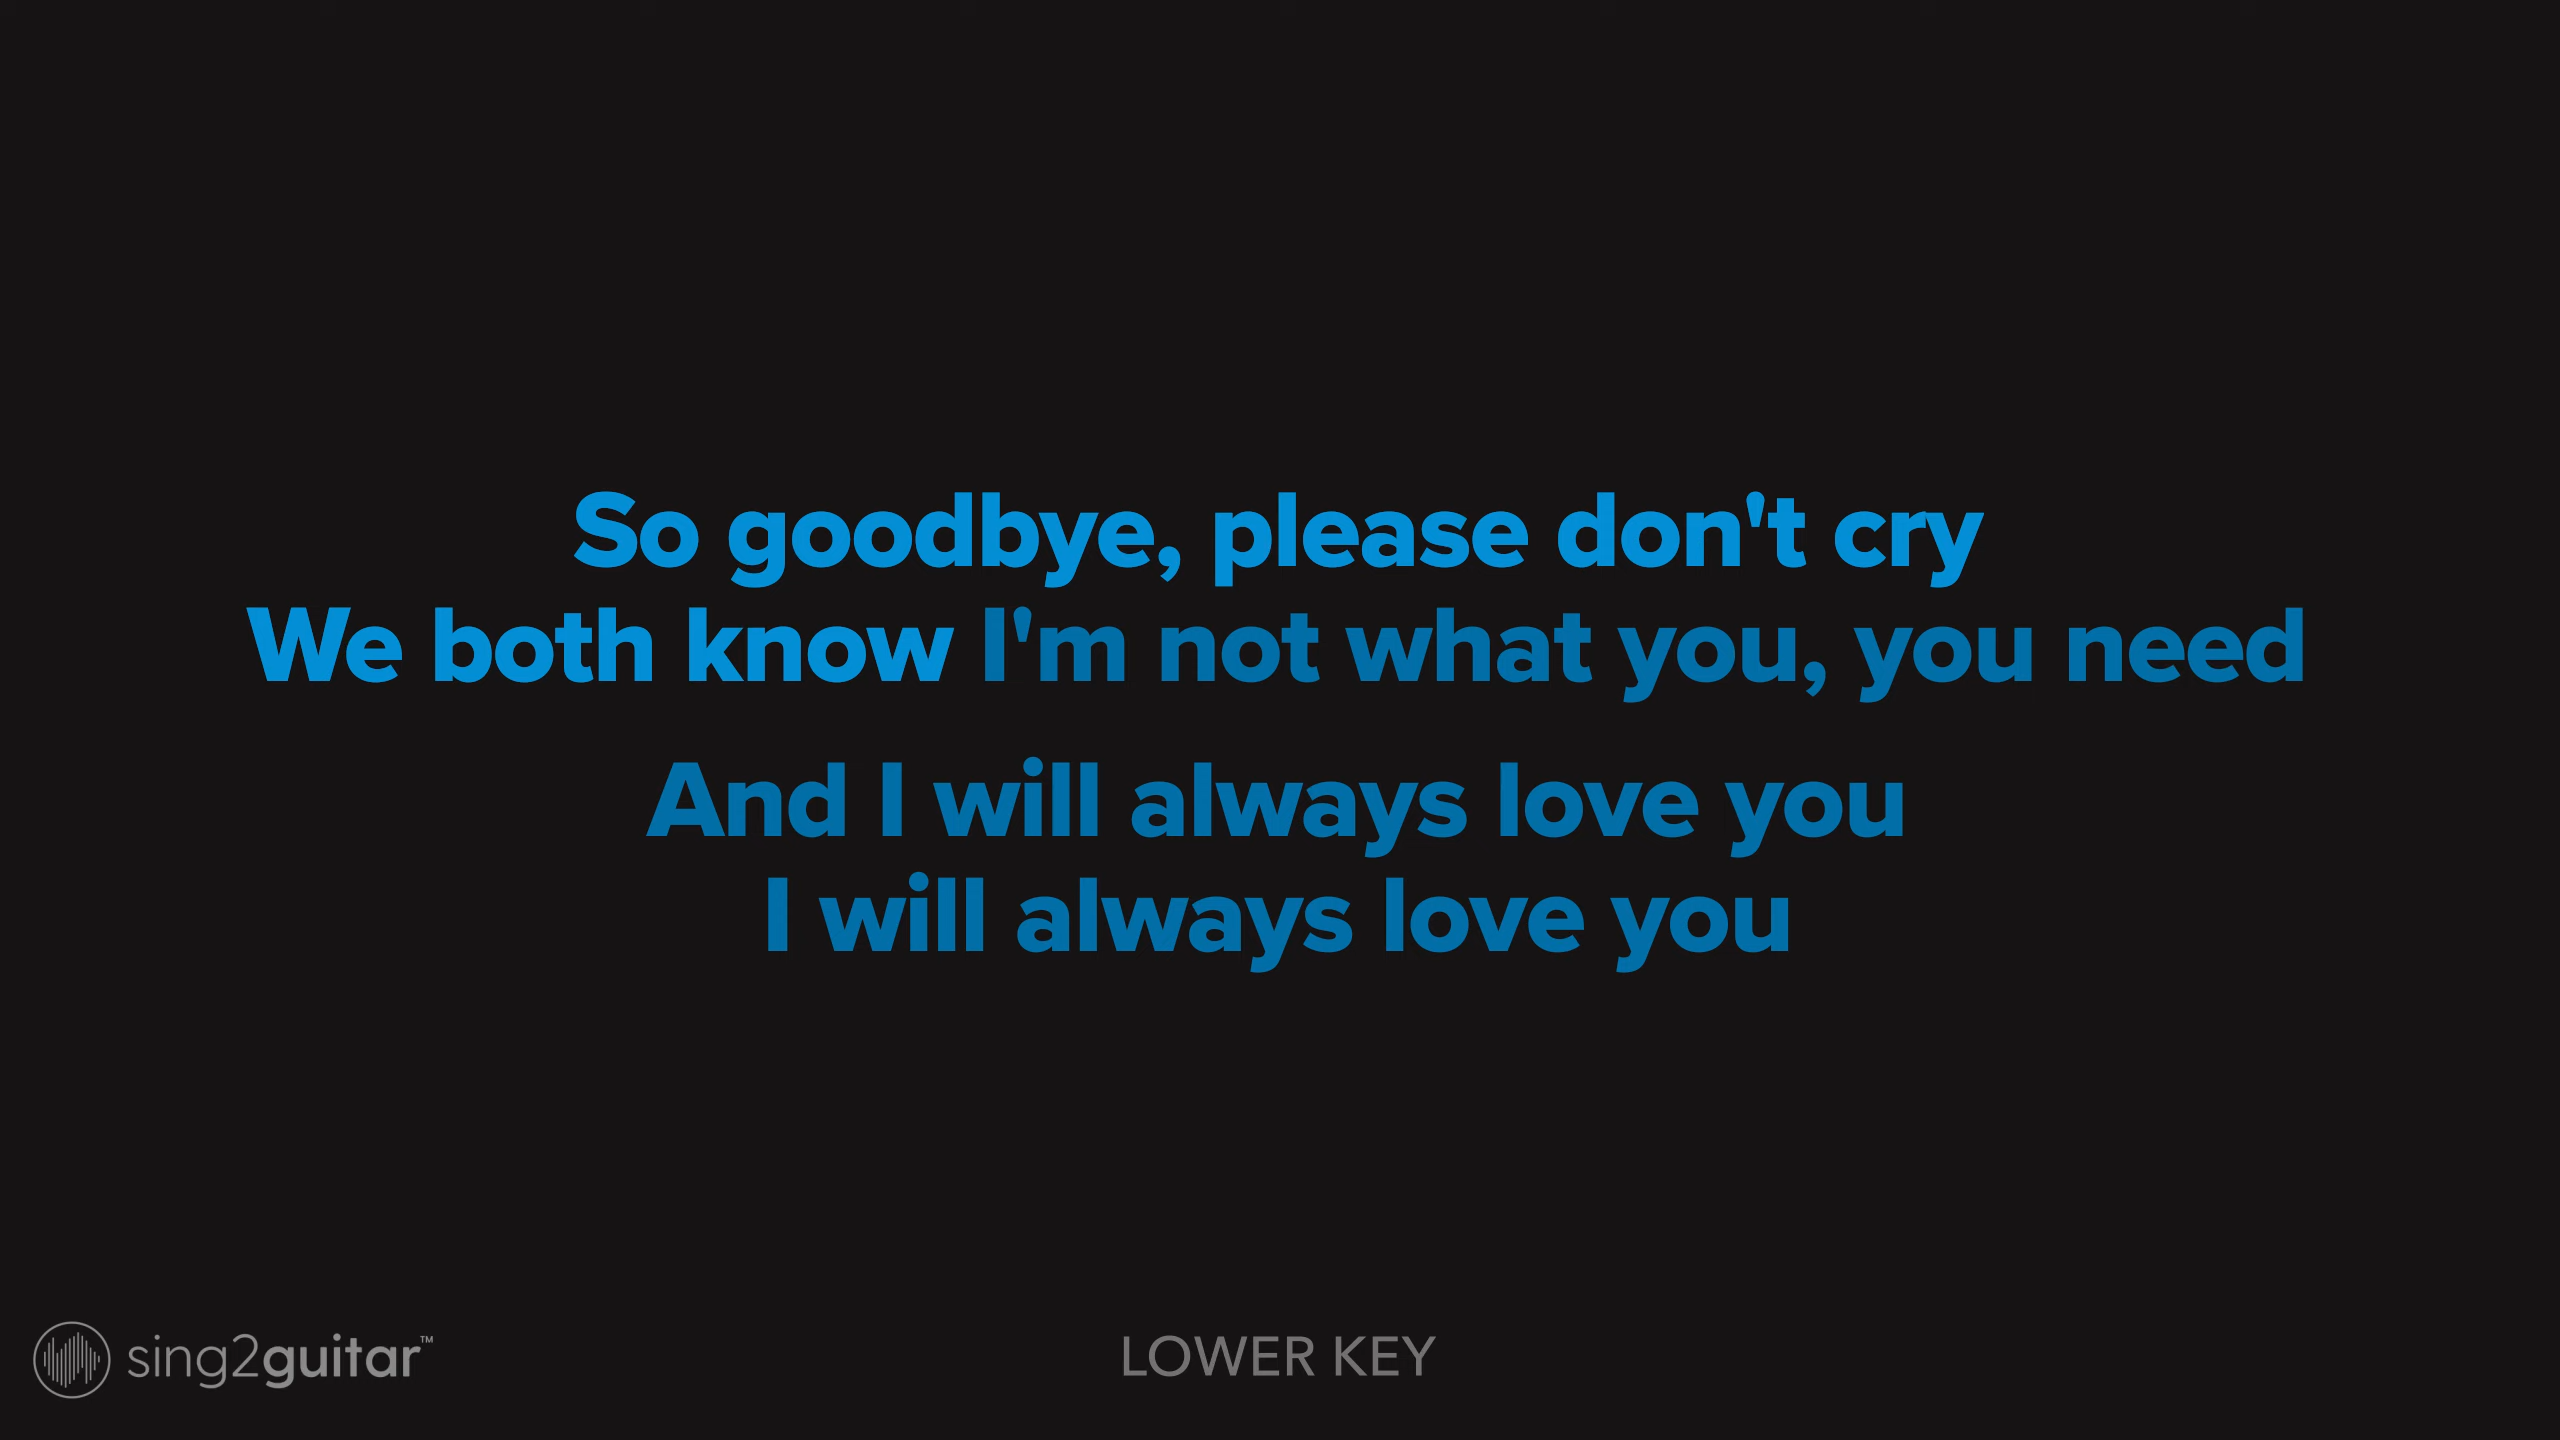 So goodbye, please don't cry
We both know I'm not what you, you need
And I will always love you
I will always love you
sing2guitar™
LOWER KEY